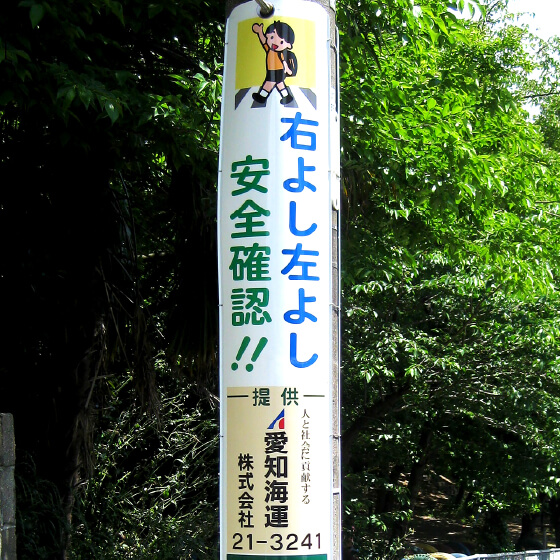 右よし左よし
安全確認!!
提供
人と社会に貢献する
愛知海運
株式会社
21-3241